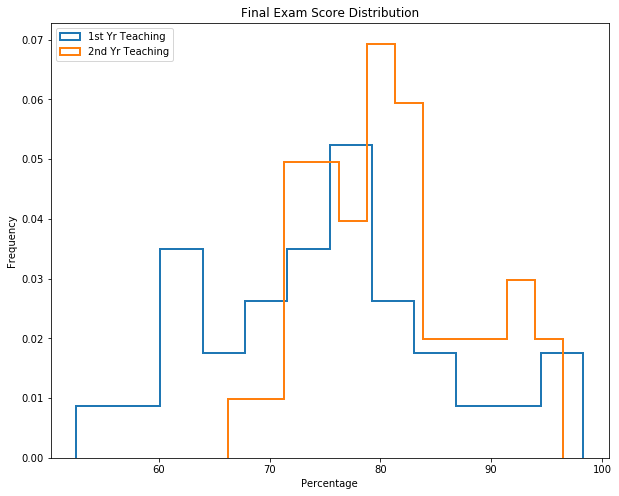 Final Exam Score Distribution
1st Yr Teaching
2nd Yr Teaching
0.07
0.06
0.05
0.04
0.03
0.02
0.01
0.00
Frequency
60 70 80 90 100
Percentage